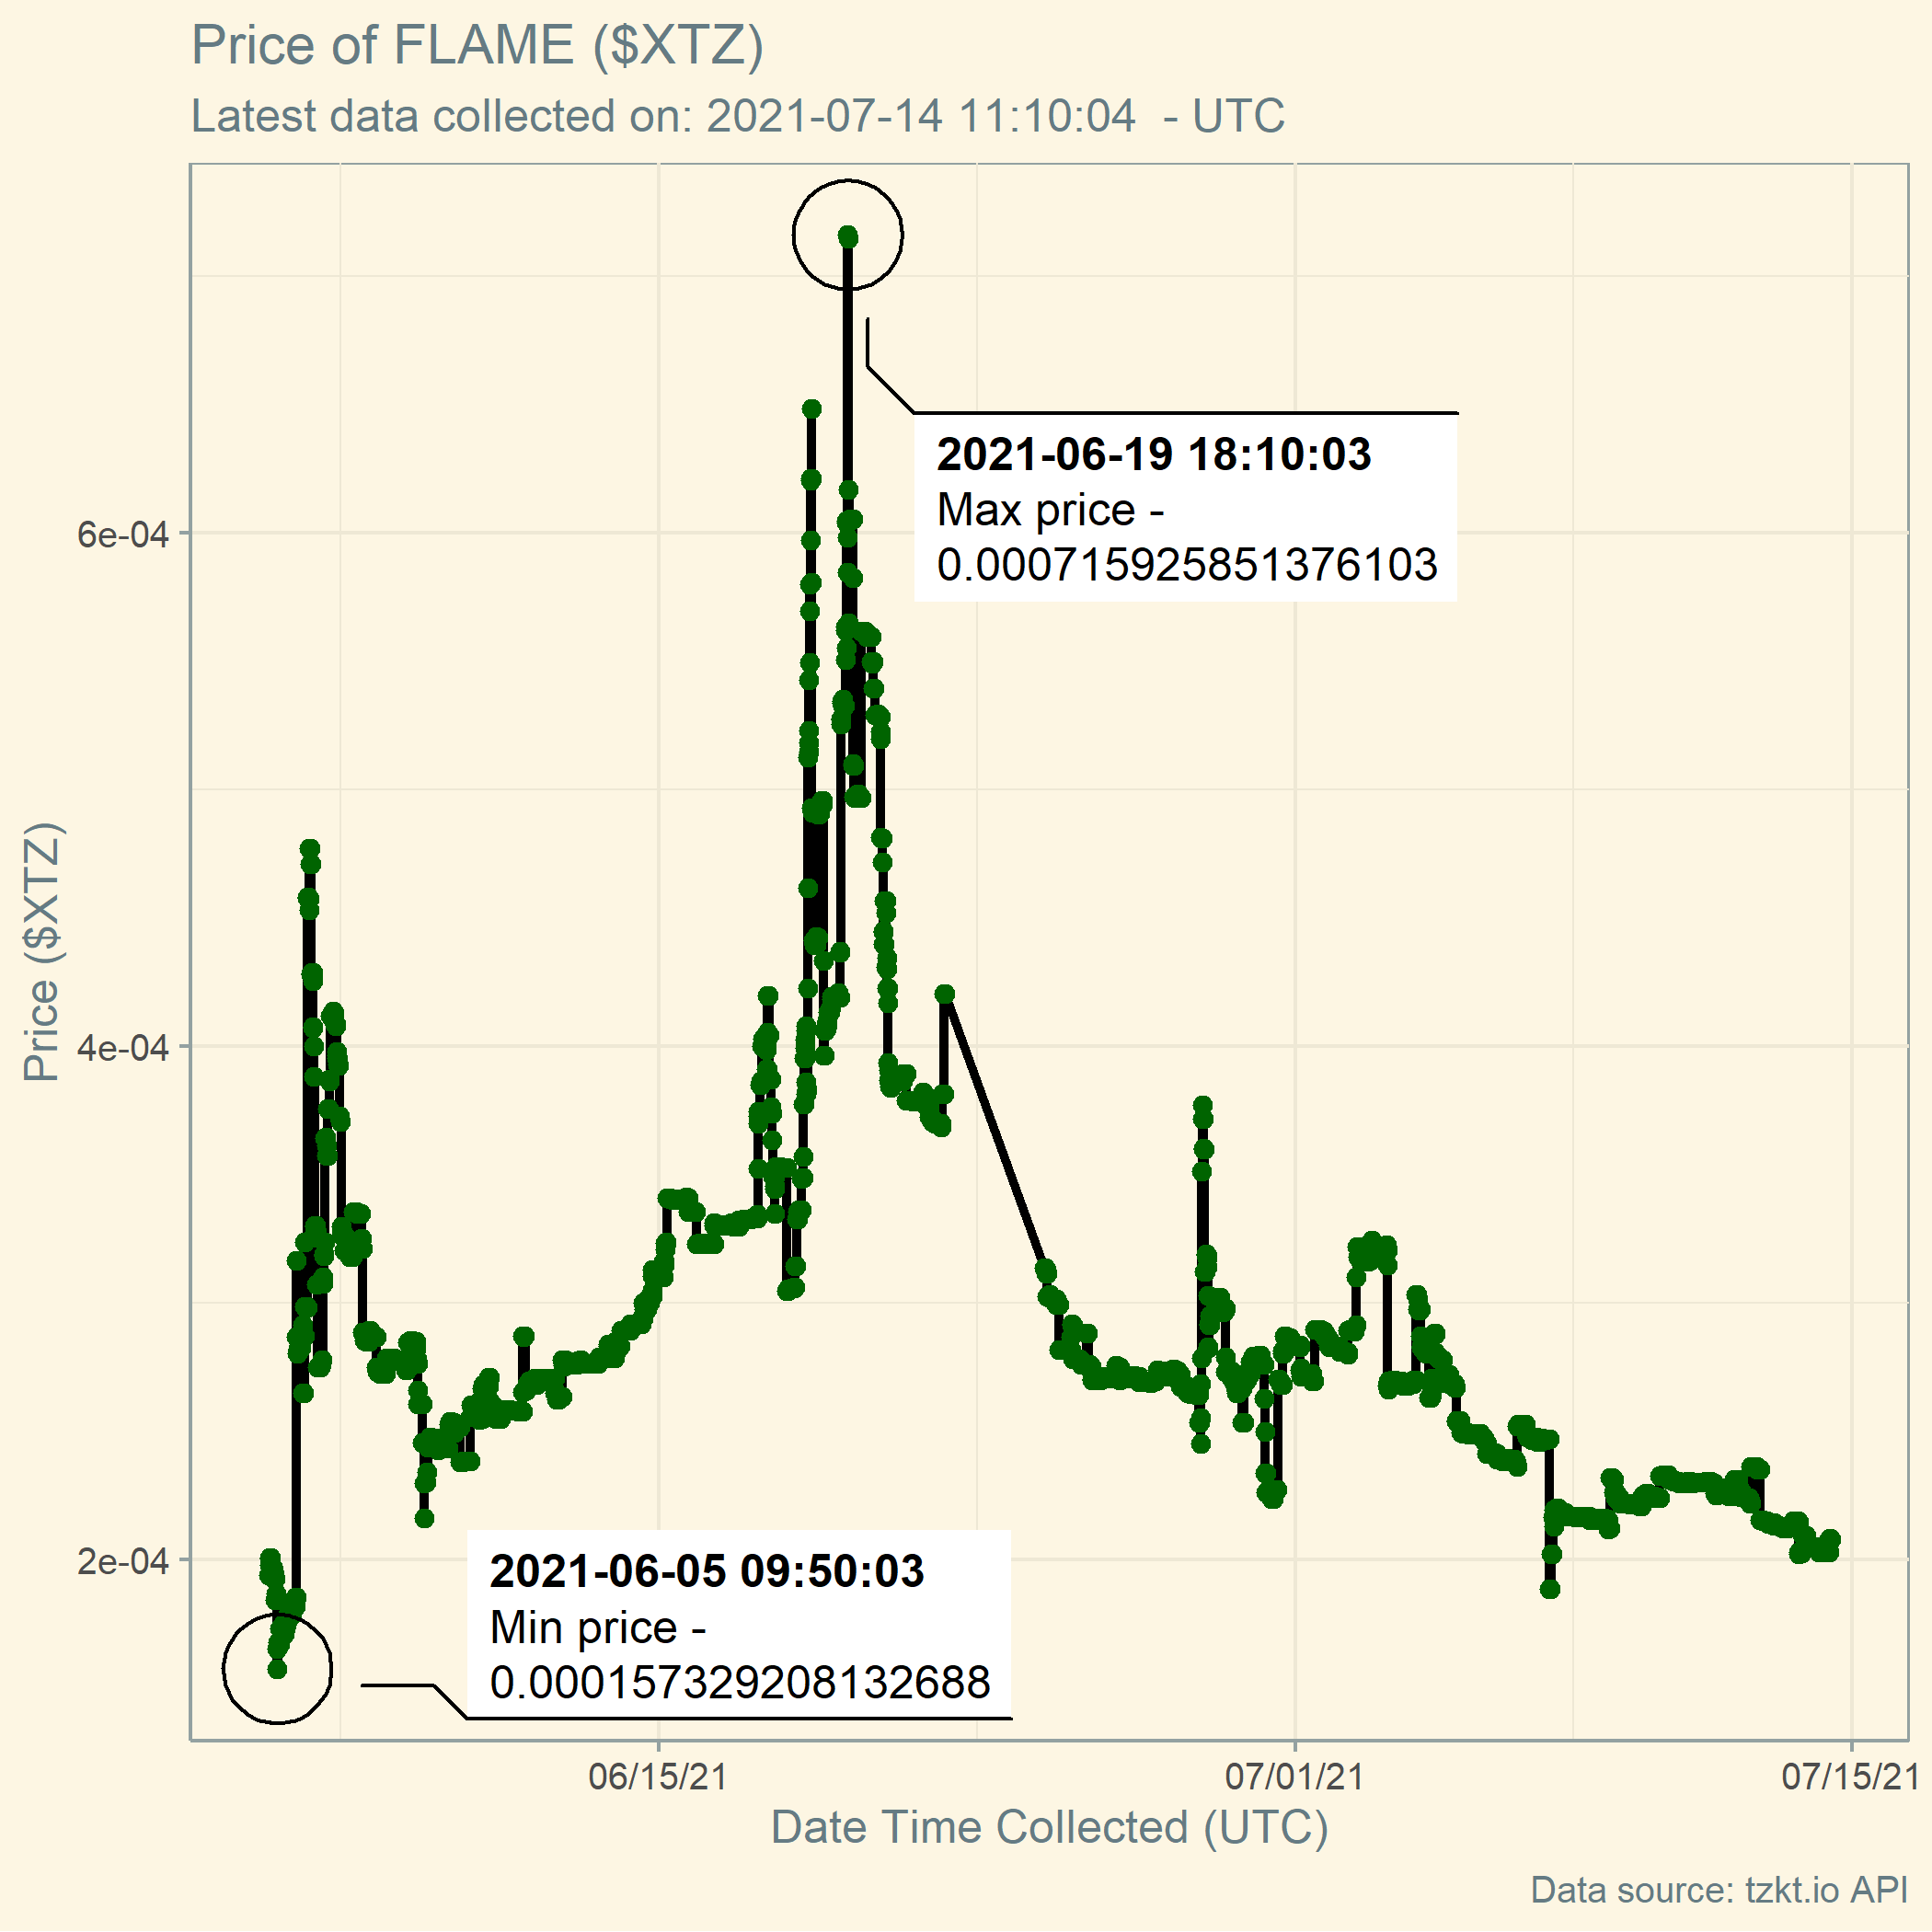 Price of FLAME ($XTZ)
Latest data collected on: 2021-07-14 11:10:04  - UTC
Price ($XTZ)
6e-04
4e-04
2e-04
2021-06-19 18:10:03
Max price -
0.000715925851376103
2021-06-05 09:50:03
Min price -
0.000157329208132688
06/15/21
07/01/21
07/15/21
Date Time Collected (UTC)
Data source: tzkt.io API